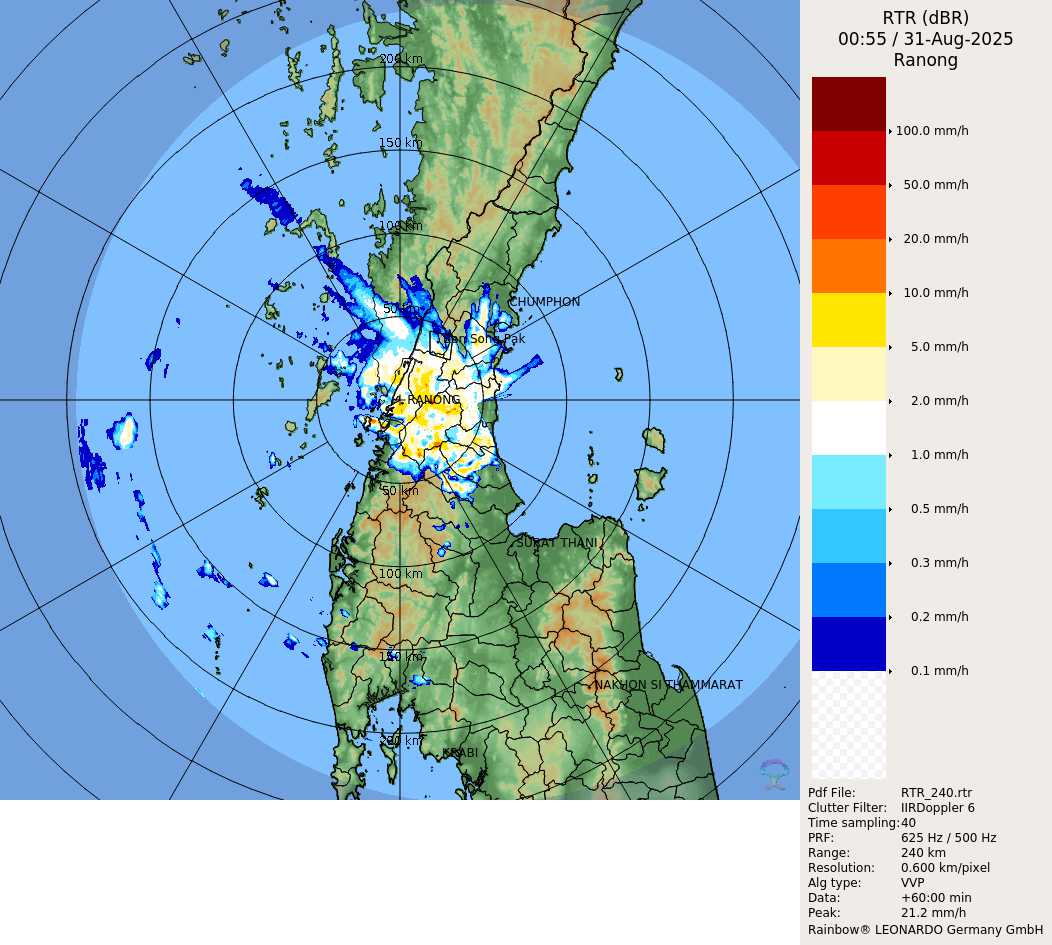 RTR (dBR)
00:55 / 31-Aug-2025
Ranong
100.0 mm/h
50.0 mm/h
20.0 mm/h
10.0 mm/h
5.0 mm/h
2.0 mm/h
1.0 mm/h
0.5 mm/h
0.3 mm/h
0.2 mm/h
0.1 mm/h
Pdf File: RTR_240.rtr
Clutter Filter: IIRDoppler 6
Time sampling: 40
PRF: 625 Hz / 500 Hz
Range: 240 km
Resolution: 0.600 km/pixel
Alg type: VVP
Data: +60:00 min
Peak: 21.2 mm/h
Rainbow® LEONARDO Germany GmbH
200 km
150 km
100 km
50 km
CHUMPHON
Song Pak
RANONG
50 km
SURAT THANI
100 km
150 km
NAKHON SI THAMMARAT
200 km
KRABI